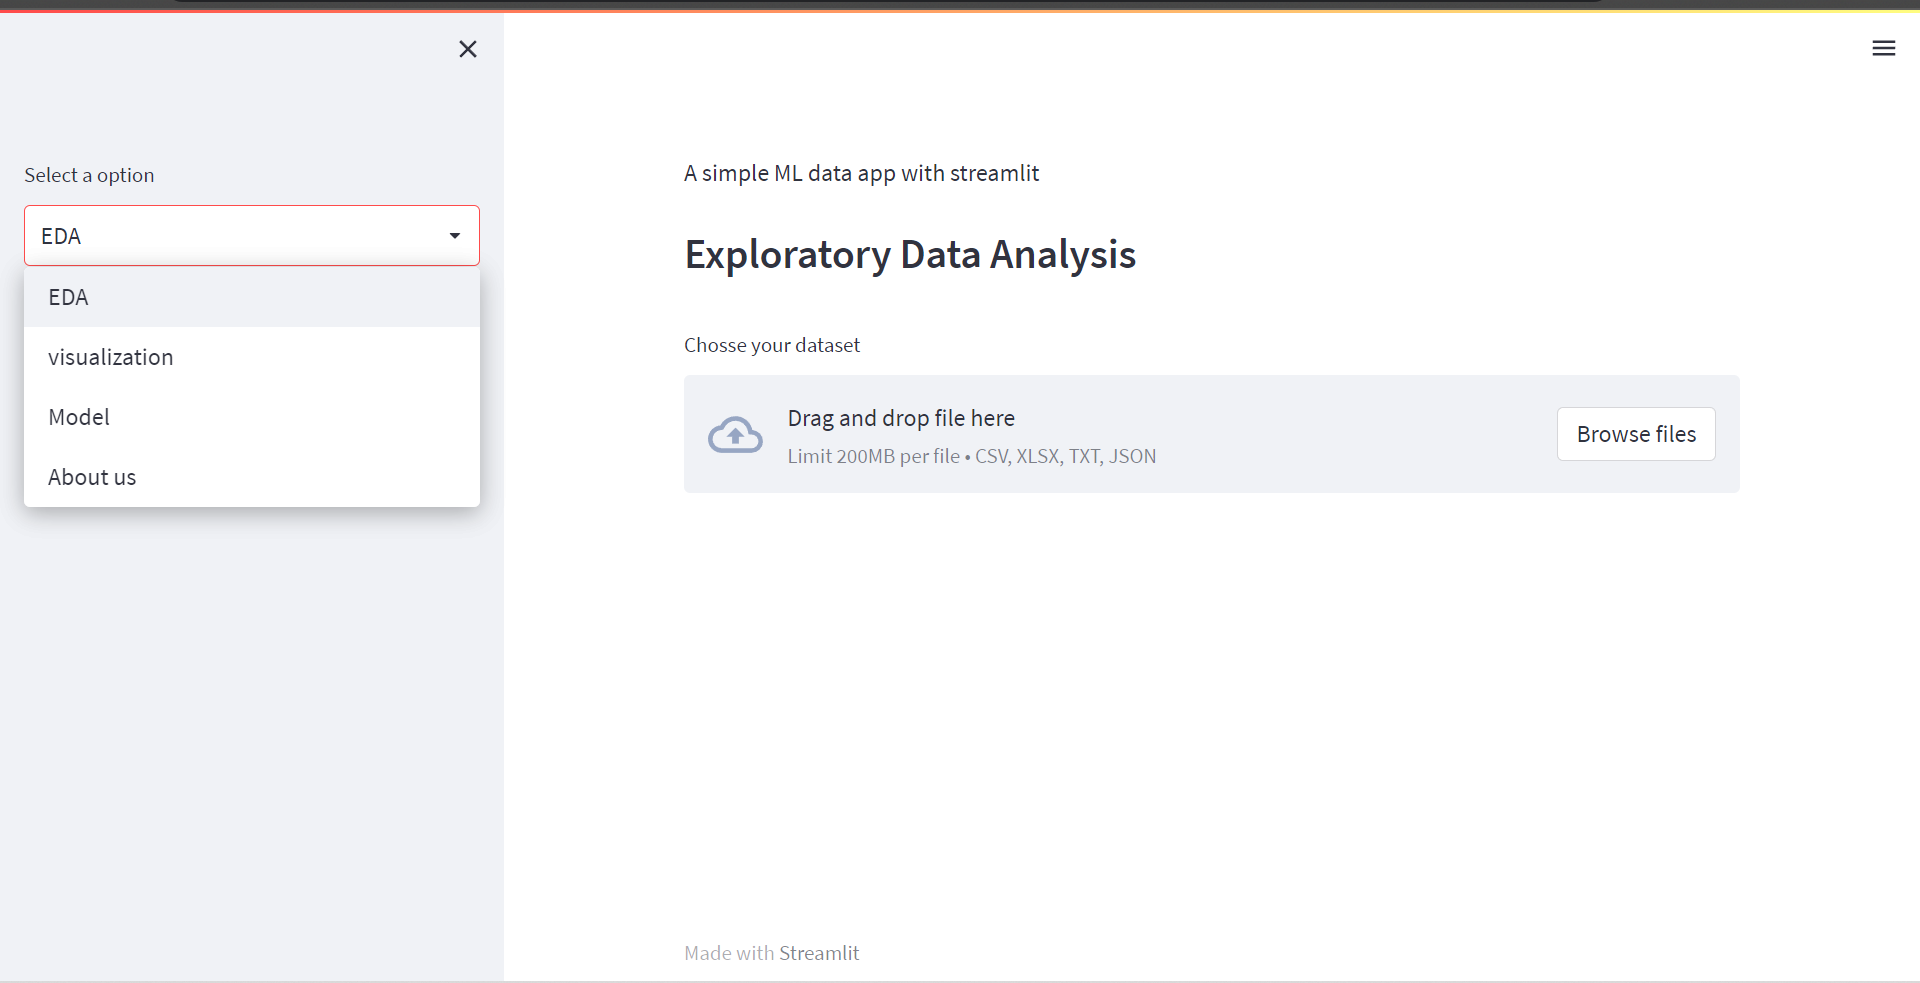 Select a option
EDA
EDA
visualization
Model
About us
A simple ML data app with streamlit
Exploratory Data Analysis
Chosse your dataset
Drag and drop file here
Limit 200MB per file • CSV, XLSX, TXT, JSON
Browse files
Made with Streamlit